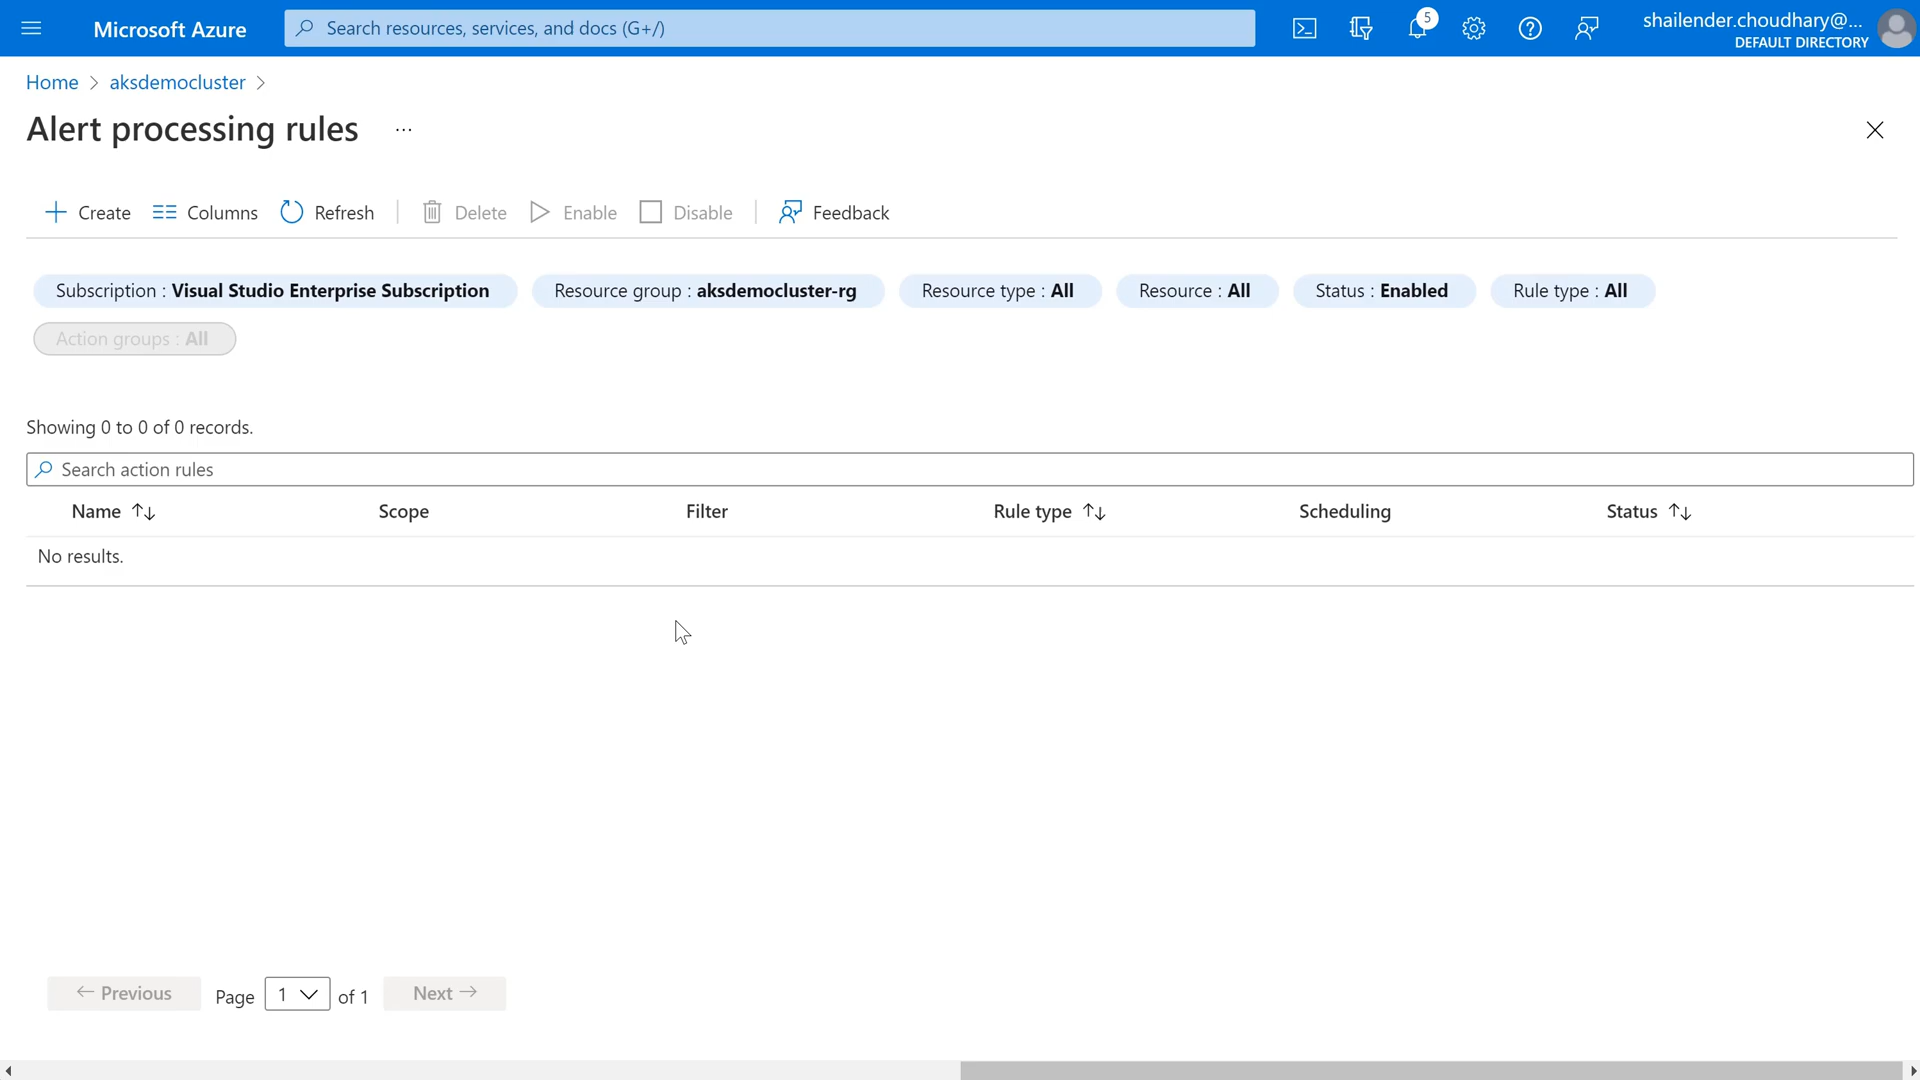 Microsoft Azure
Search resources, services, and docs (G+/)
5
shailender.choudhary@...
DEFAULT DIRECTORY
Home > aksdemocluster >
Alert processing rules ...
Create Columns Refresh Delete Enable Disable Feedback
Subscription : Visual Studio Enterprise Subscription Resource group : aksdemocluster-rg Resource type : All Resource : All Status : Enabled Rule type : All
Action groups : All
Showing 0 to 0 of 0 records.
Search action rules
Name ↑↓ Scope Filter Rule type ↑↓ Scheduling Status ↑↓
No results.
← Previous Page 1 of 1 Next →